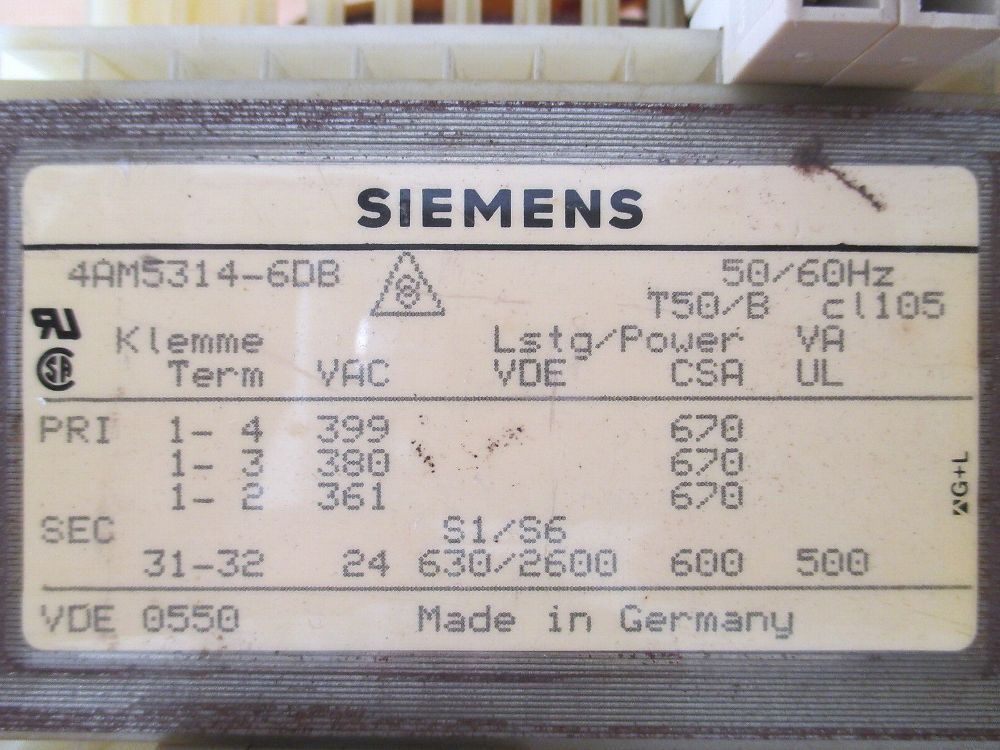 SIEMENS
4AM5314-6DB 50/60Hz
T50/B cl105
Klemme Lstg/Power VA
Term VAC VDE CSA UL
PRI 1- 4 399 670
1- 3 380 670
1- 2 361 670
SEC S1/S6
31-32 24 630/2600 600 500
VDE 0550 Made in Germany
G+L